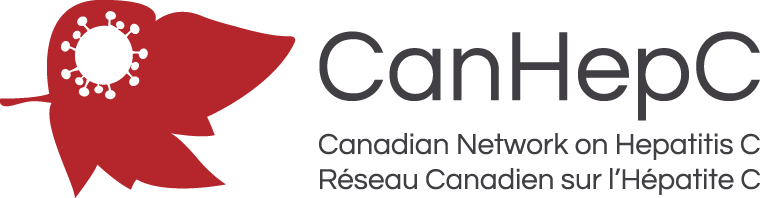 CanHepC
Canadian Network on Hepatitis C
Réseau Canadien sur l'Hépatite C